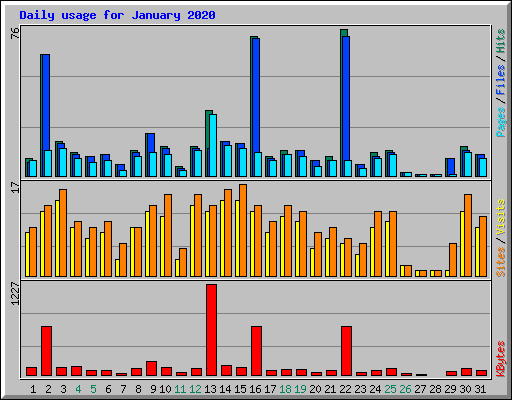 Daily usage for January 2020
76
Pages / Files / Hits
17
Sites / Visits
1227
KBytes
1 2 3 4 5 6 7 8 9 10 11 12 13 14 15 16 17 18 19 20 21 22 23 24 25 26 27 28 29 30 31